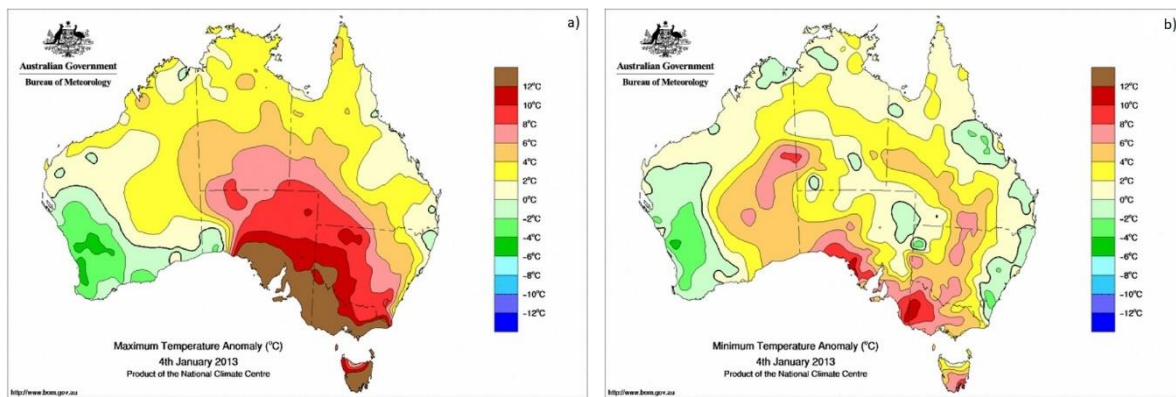 a)
Australian Government
Bureau of Meteorology
12°C
10°C
8°C
6°C
4°C
2°C
0°C
-2°C
-4°C
-6°C
-8°C
-10°C
-12°C
Maximum Temperature Anomaly (°C)
4th January 2013
Product of the National Climate Centre
http://www.bom.gov.au
b)
Australian Government
Bureau of Meteorology
12°C
10°C
8°C
6°C
4°C
2°C
0°C
-2°C
-4°C
-6°C
-8°C
-10°C
-12°C
Minimum Temperature Anomaly (°C)
4th January 2013
Product of the National Climate Centre
http://www.bom.gov.au